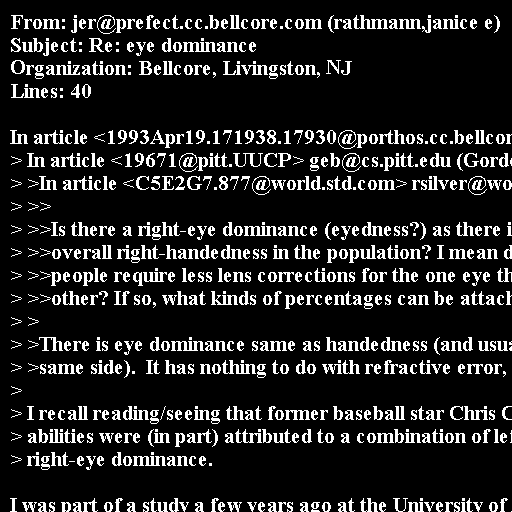 From: jer@prefect.cc.bellcore.com (rathmann,janice e)
Subject: Re: eye dominance
Organization: Bellcore, Livingston, NJ
Lines: 40

In article <1993Apr19.171938.17930@porthos.cc.bellcor
> In article <19671@pitt.UUCP> geb@cs.pitt.edu (Gord
> >In article <C5E2G7.877@world.std.com> rsilver@wo
> >>
> >>Is there a right-eye dominance (eyedness?) as there i
> >>overall right-handedness in the population? I mean d
> >>people require less lens corrections for the one eye th
> >>other? If so, what kinds of percentages can be attach
> >
> >There is eye dominance same as handedness (and usua
> >same side).  It has nothing to do with refractive error,
>
> I recall reading/seeing that former baseball star Chris C
> abilities were (in part) attributed to a combination of lef
> right-eye dominance.

I was part of a study a few years ago at the University of